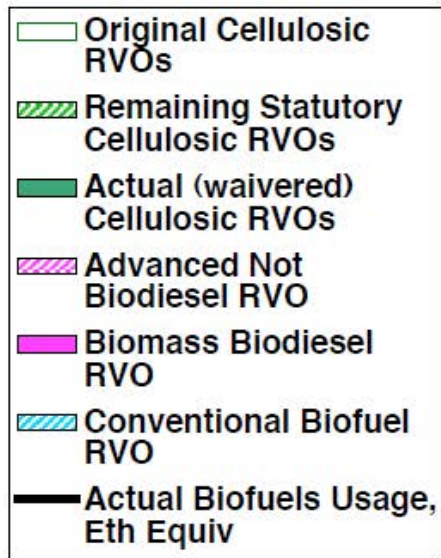 Original Cellulosic
RVOs
Remaining Statutory
Cellulosic RVOs
Actual (waivered)
Cellulosic RVOs
Advanced Not
Biodiesel RVO
Biomass Biodiesel
RVO
Conventional Biofuel
RVO
Actual Biofuels Usage,
Eth Equiv